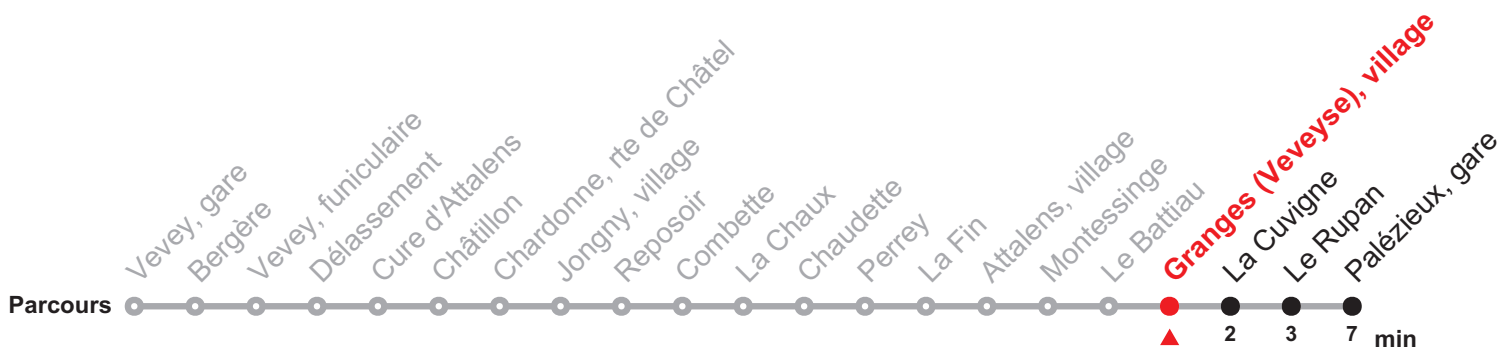 Vevey, gare
Bergère
Vevey, funiculaire
Délassement
Cure d'Attalens
Châtillon
Chardonne, rte de Châtel
Jongny, village
Reposoir
Combette
La Chaux
Chaudette
Perrey
La Fin
Attalens, village
Montessinge
Le Battiau
Granges (Veveyse), village
La Cuvigne
Le Rupan
Palézieux, gare
Parcours
2 3 7 min